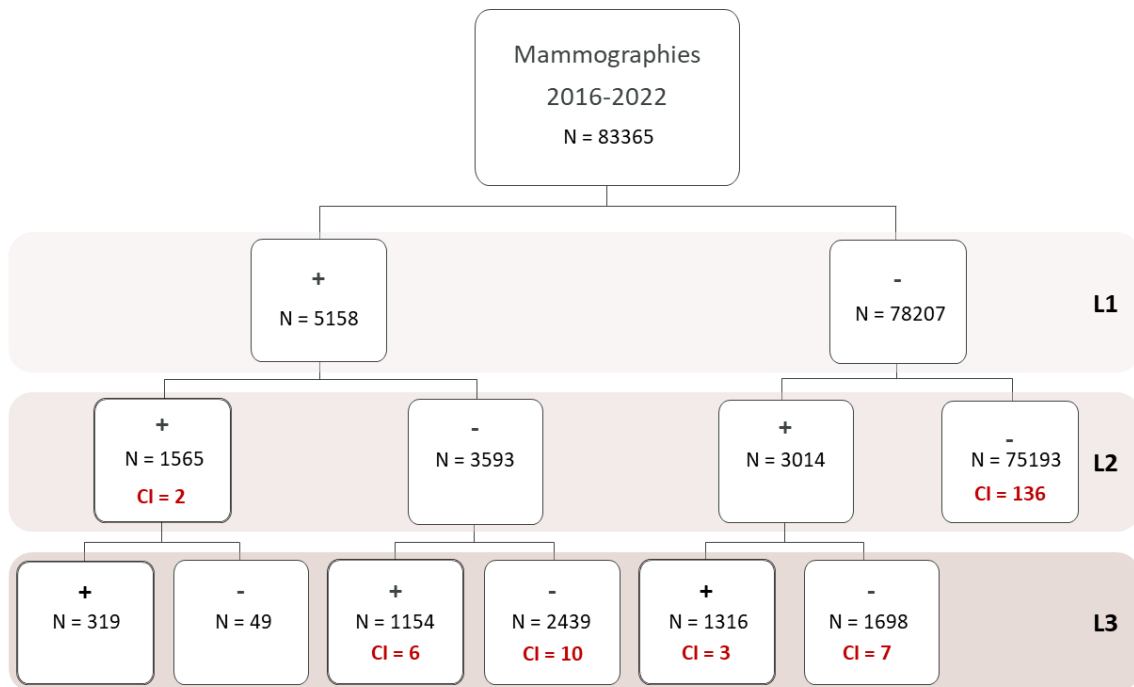 Mammographies
2016-2022
N = 83365
+
N = 5158
-
N = 78207
L1
+
N = 1565
CI = 2
-
N = 3593
+
N = 3014
-
N = 75193
CI = 136
L2
+
N = 319
-
N = 49
+
N = 1154
CI = 6
-
N = 2439
CI = 10
+
N = 1316
CI = 3
-
N = 1698
CI = 7
L3